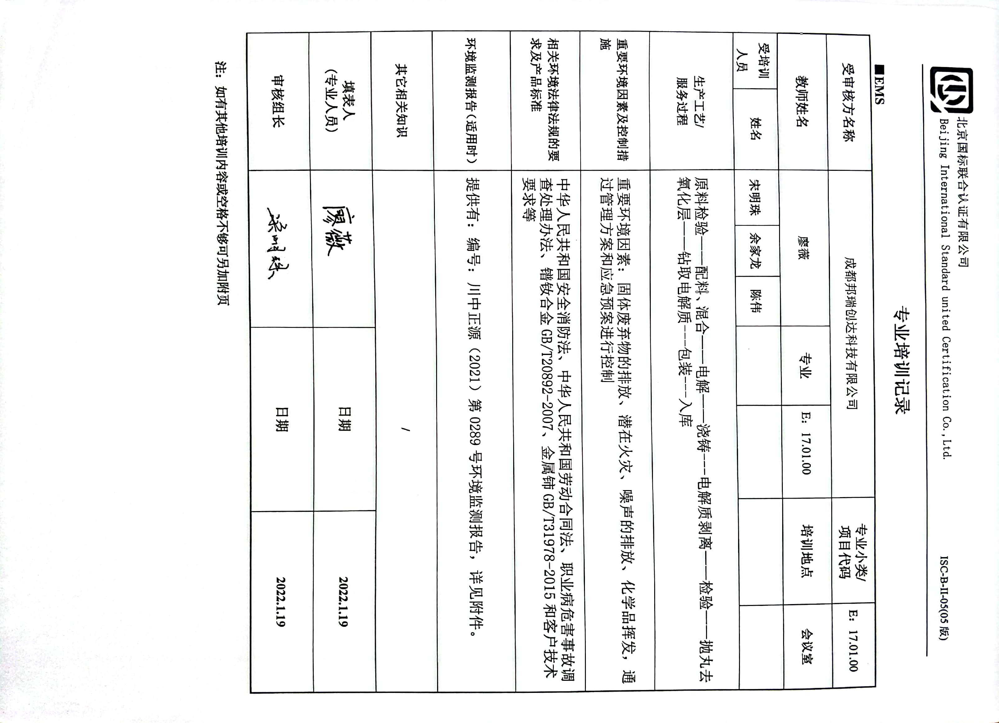 北京国标联合认证有限公司
Beijing International Standard united Certification Co.,Ltd.
ISC-B-II-05(05版)
专业培训记录
■EMS
受审核方名称 成都邦瑞创达科技有限公司 专业小类/
项目代码 E：17.01.00
教师姓名 廖薇 专业 E：17.01.00 培训地点 会议室
受培训
人员 姓名 宋明珠 余家龙 陈伟
生产工艺/
服务过程
原料检验——配料、混合——电解——浇铸---电解质剥离——检验——抛丸去
氧化层——钻取电解质---包装---入库
重要环境因素及控制措
施
重要环境因素：固体废弃物的排放、潜在火灾、噪声的排放、化学品挥发，通
过管理方案和应急预案进行控制
相关环境法律法规的要
求及产品标准
中华人民共和国安全消防法、中华人民共和国劳动合同法、职业病危害事故调
查处理办法、镨钕合金 GB/T20892-2007、金属铈 GB/T31978-2015 和客户技术
要求等
环境监测报告（适用时）
提供有：编号：川中正源（2021）第 0289 号环境监测报告，详见附件。
其它相关知识 /
填表人
（专业人员） 廖薇 日期 2022.1.19
审核组长 宋明珠 日期 2022.1.19
注：如有其他培训内容或空格不够可另加附页